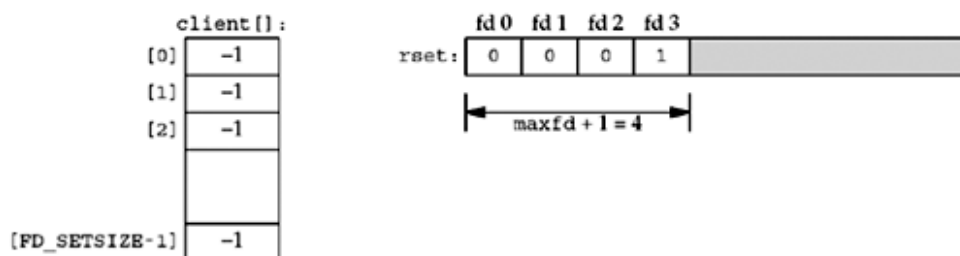 client[]:
[0] -1
[1] -1
[2] -1
[FD_SETSIZE-1] -1
fd 0 fd 1 fd 2 fd 3
rset: 0 0 0 1
maxfd + 1 = 4